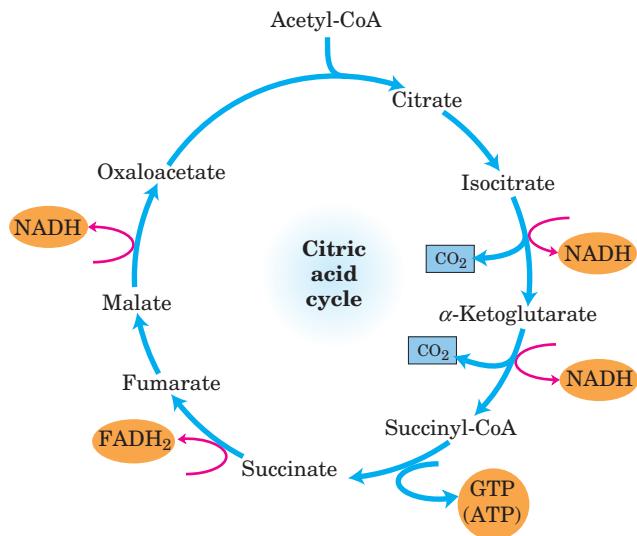 Acetyl-CoA
Citrate
Isocitrate
CO₂
NADH
α-Ketoglutarate
CO₂
NADH
Succinyl-CoA
GTP
(ATP)
Succinate
FADH₂
Fumarate
Malate
NADH
Oxaloacetate
Citric
acid
cycle